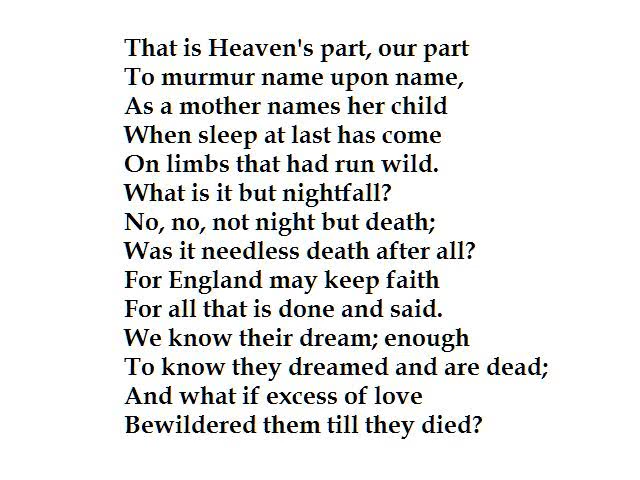 That is Heaven's part, our part
To murmur name upon name,
As a mother names her child
When sleep at last has come
On limbs that had run wild.
What is it but nightfall?
No, no, not night but death;
Was it needless death after all?
For England may keep faith
For all that is done and said.
We know their dream; enough
To know they dreamed and are dead;
And what if excess of love
Bewildered them till they died?